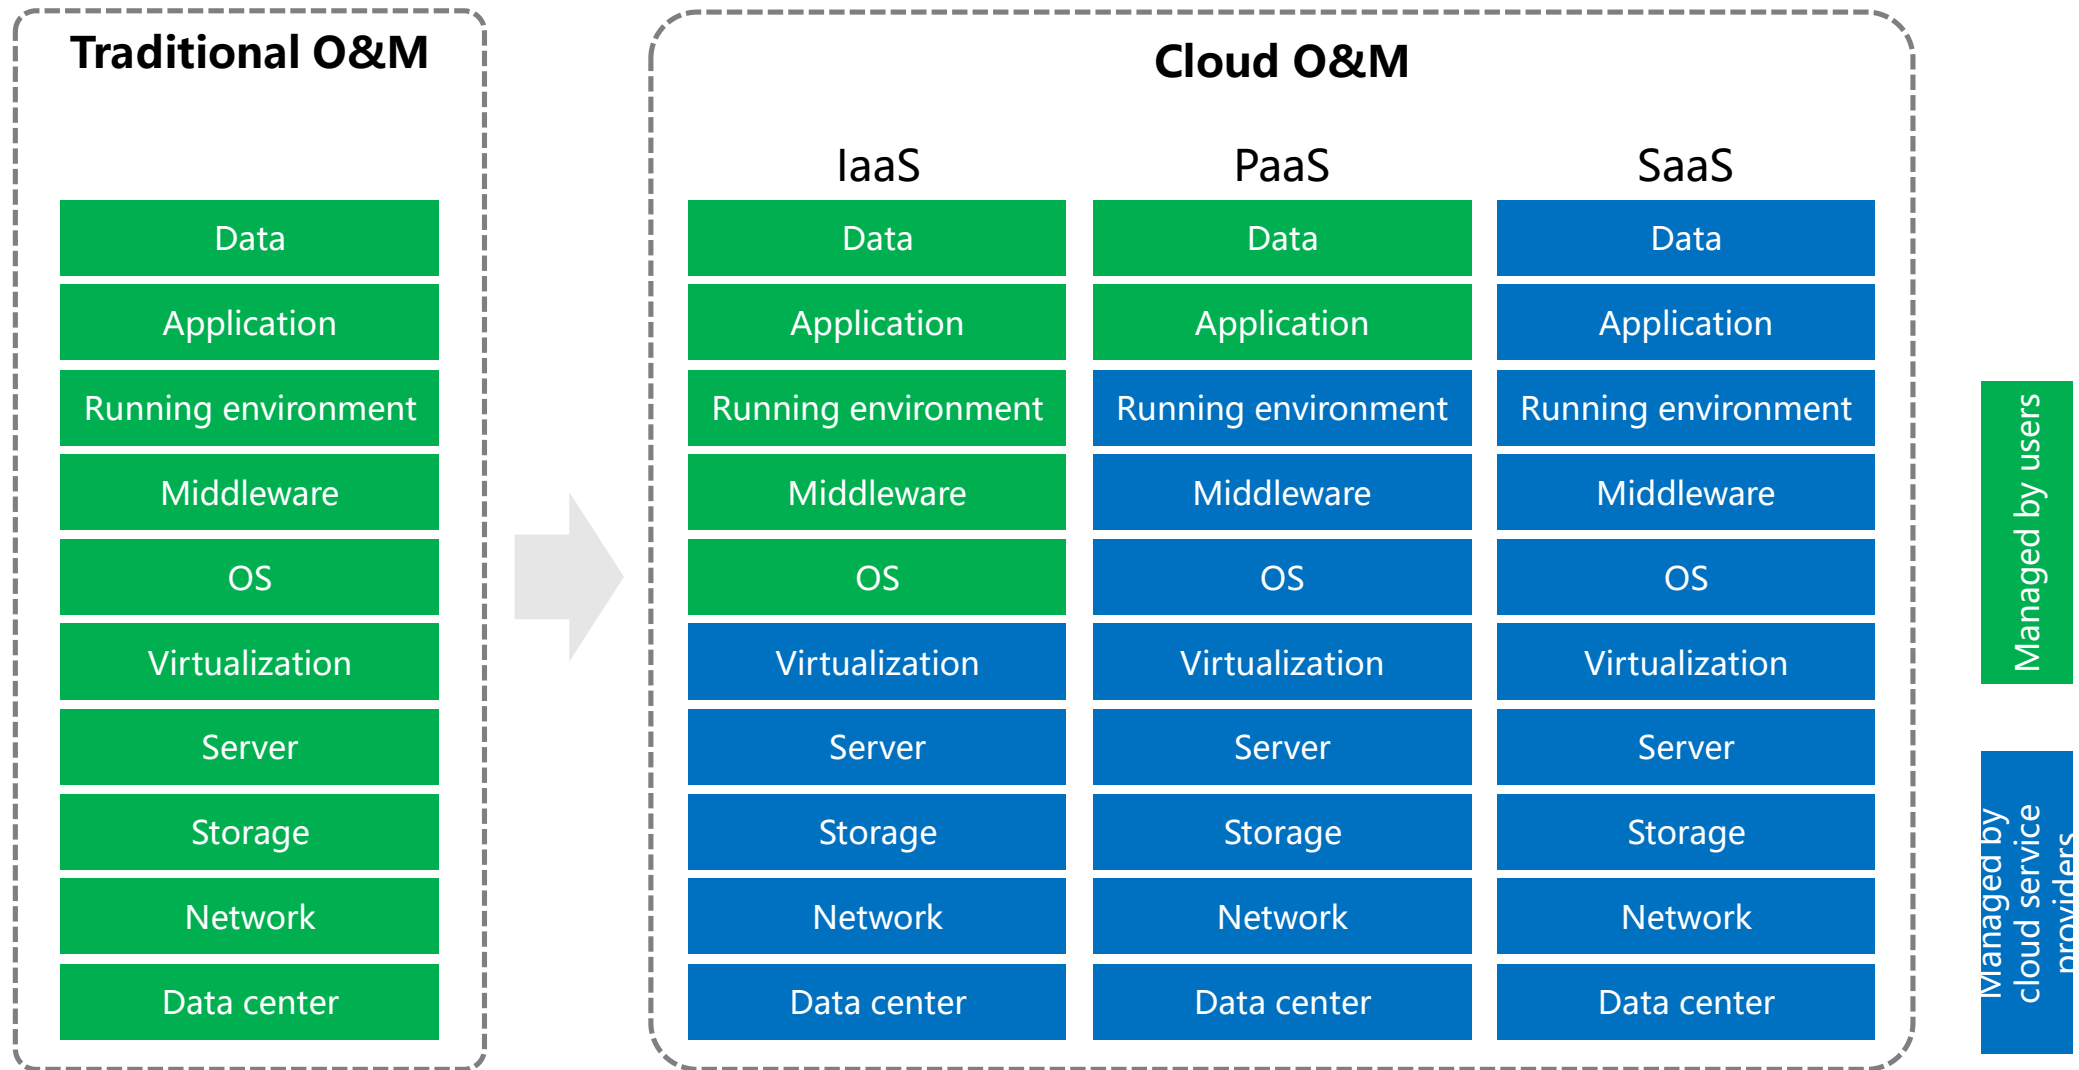 Traditional O&M
Data
Application
Running environment
Middleware
OS
Virtualization
Server
Storage
Network
Data center
Cloud O&M
IaaS
Data
Application
Running environment
Middleware
OS
Virtualization
Server
Storage
Network
Data center
PaaS
Data
Application
Running environment
Middleware
OS
Virtualization
Server
Storage
Network
Data center
SaaS
Data
Application
Running environment
Middleware
OS
Virtualization
Server
Storage
Network
Data center
Managed by users
Managed by
cloud service
providers